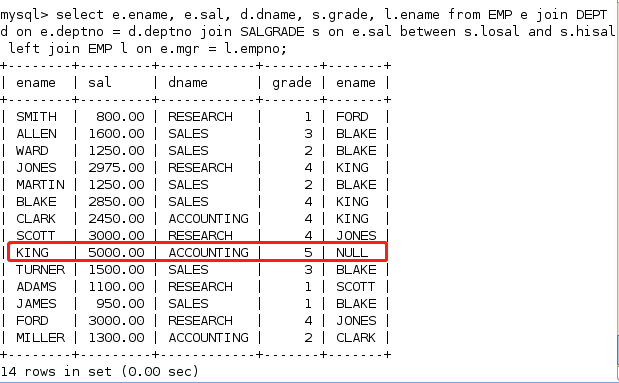 mysql> select e.ename, e.sal, d.dname, s.grade, l.ename from EMP e join DEPT
d on e.deptno = d.deptno join SALGRADE s on e.sal between s.losal and s.hisal
 left join EMP l on e.mgr = l.empno;
+--------+---------+------------+-------+-------+
| ename  | sal     | dname      | grade | ename |
+--------+---------+------------+-------+-------+
| SMITH  |  800.00 | RESEARCH   |     1 | FORD  |
| ALLEN  | 1600.00 | SALES      |     3 | BLAKE |
| WARD   | 1250.00 | SALES      |     2 | BLAKE |
| JONES  | 2975.00 | RESEARCH   |     4 | KING  |
| MARTIN | 1250.00 | SALES      |     2 | BLAKE |
| BLAKE  | 2850.00 | SALES      |     4 | KING  |
| CLARK  | 2450.00 | ACCOUNTING |     4 | KING  |
| SCOTT  | 3000.00 | RESEARCH   |     4 | JONES |
| KING   | 5000.00 | ACCOUNTING |     5 | NULL  |
| TURNER | 1500.00 | SALES      |     3 | BLAKE |
| ADAMS  | 1100.00 | RESEARCH   |     1 | SCOTT |
| JAMES  |  950.00 | SALES      |     1 | BLAKE |
| FORD   | 3000.00 | RESEARCH   |     4 | JONES |
| MILLER | 1300.00 | ACCOUNTING |     2 | CLARK |
+--------+---------+------------+-------+-------+
14 rows in set (0.00 sec)